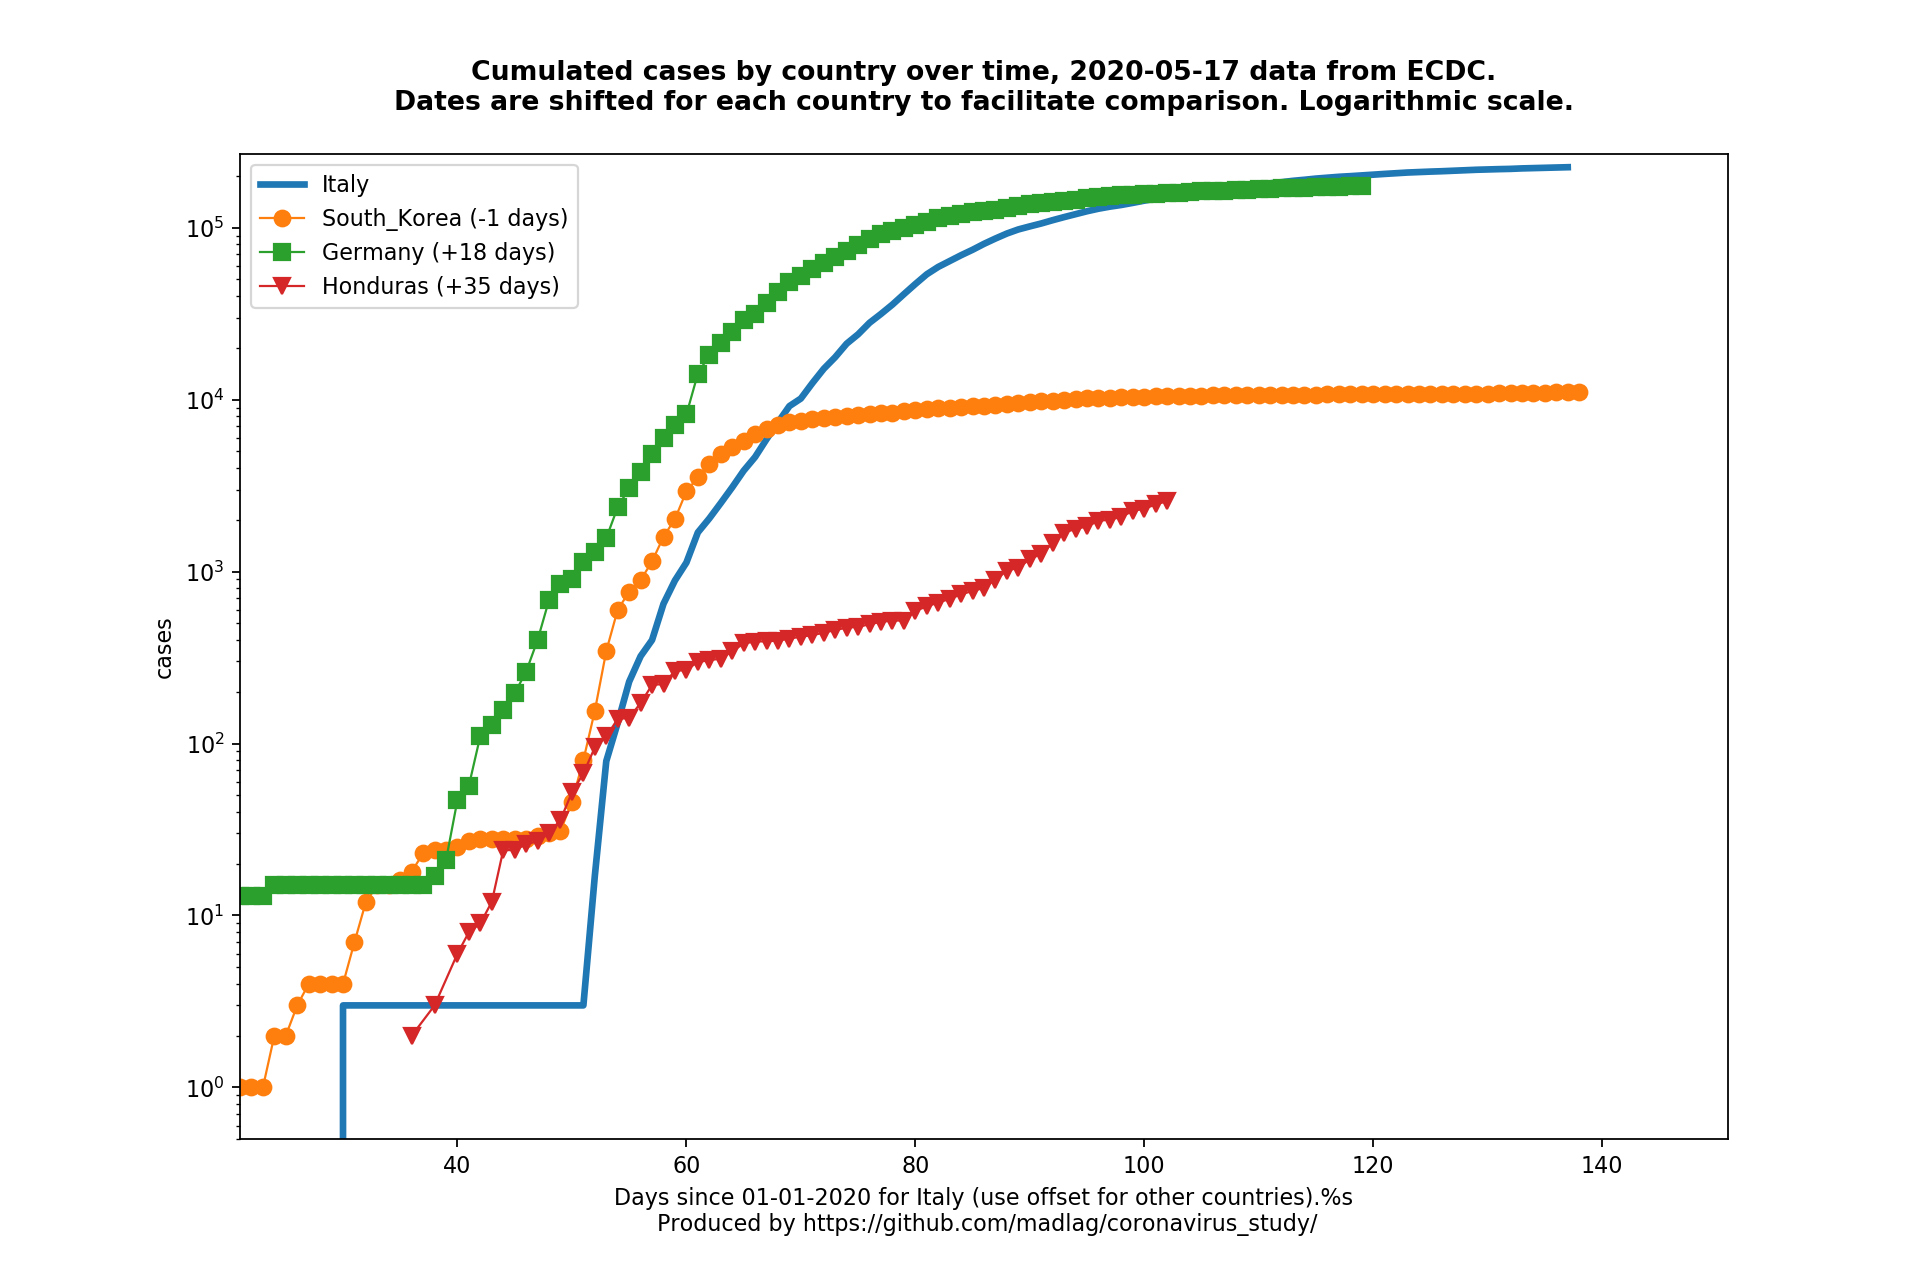 Cumulated cases by country over time, 2020-05-17 data from ECDC.
Dates are shifted for each country to facilitate comparison. Logarithmic scale.
Italy
South_Korea (-1 days)
Germany (+18 days)
Honduras (+35 days)
10⁵
10⁴
10³
10²
10¹
10⁰
cases
40 60 80 100 120 140
Days since 01-01-2020 for Italy (use offset for other countries).%s
Produced by https://github.com/madlag/coronavirus_study/